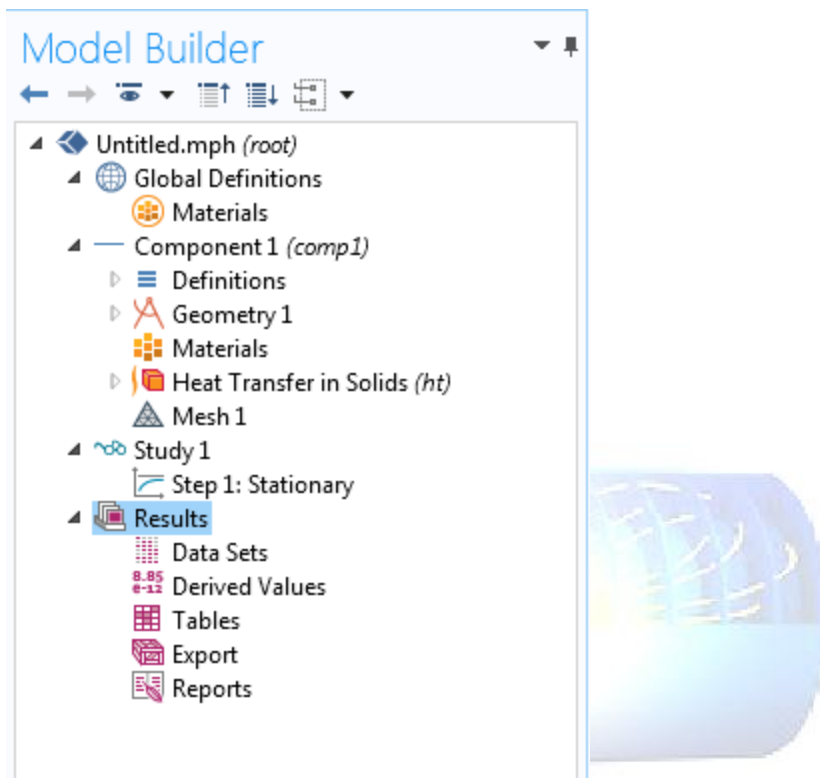 Model Builder
Untitled.mph (root)
Global Definitions
Materials
Component 1 (comp1)
Definitions
Geometry 1
Materials
Heat Transfer in Solids (ht)
Mesh 1
Study 1
Step 1: Stationary
Results
Data Sets
8.85
e-12
Derived Values
Tables
Export
Reports